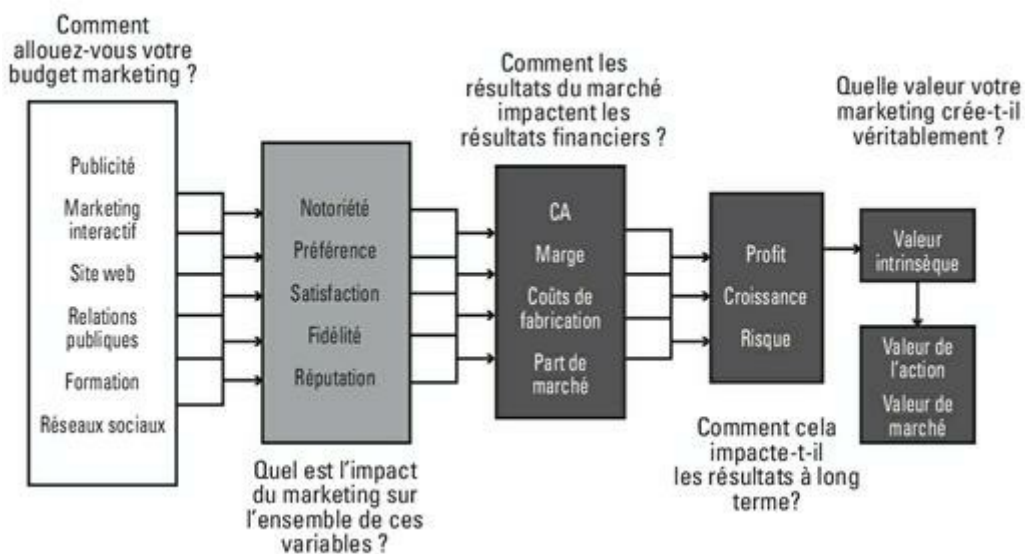 Comment
allouez-vous votre
budget marketing ?
Publicité
Marketing
interactif
Site web
Relations
publiques
Formation
Réseaux sociaux
Notoriété
Préférence
Satisfaction
Fidélité
Réputation
Quel est l'impact
du marketing sur
l'ensemble de ces
variables ?
Comment les
résultats du marché
impactent les
résultats financiers ?
CA
Marge
Coûts de
fabrication
Part de
marché
Profit
Croissance
Risque
Comment cela
impacte-t-il
les résultats à long
terme?
Quelle valeur votre
marketing crée-t-il
véritablement ?
Valeur
intrinsèque
Valeur de
l'action
Valeur de
marché